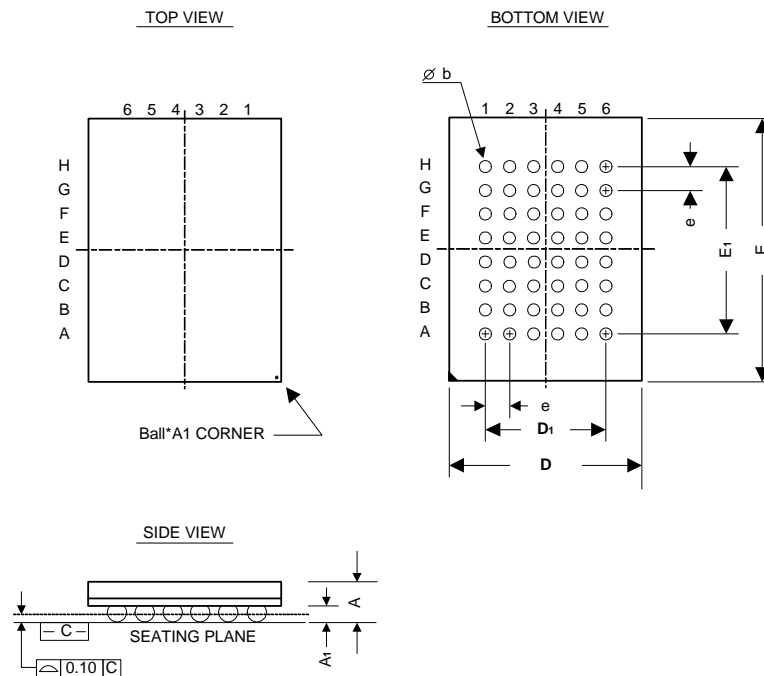 TOP VIEW
6 5 4 3 2 1
H
G
F
E
D
C
B
A
Ball*A1 CORNER
BOTTOM VIEW
⌀ b
1 2 3 4 5 6
H
G
F
E
D
C
B
A
e
E1
E
e
D1
D
SIDE VIEW
A
A1
– C –
SEATING PLANE
⌓ 0.10 C